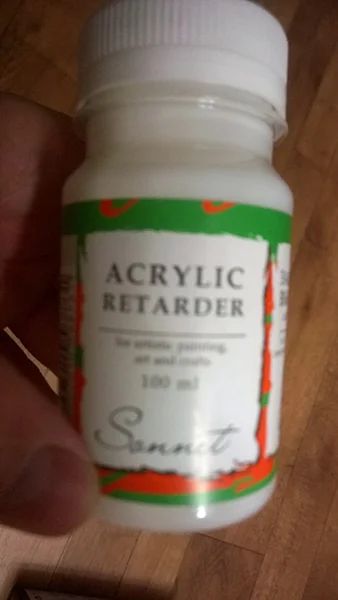 ACRYLIC
RETARDER
for artistic painting,
art and crafts
100 ml
Sonnet